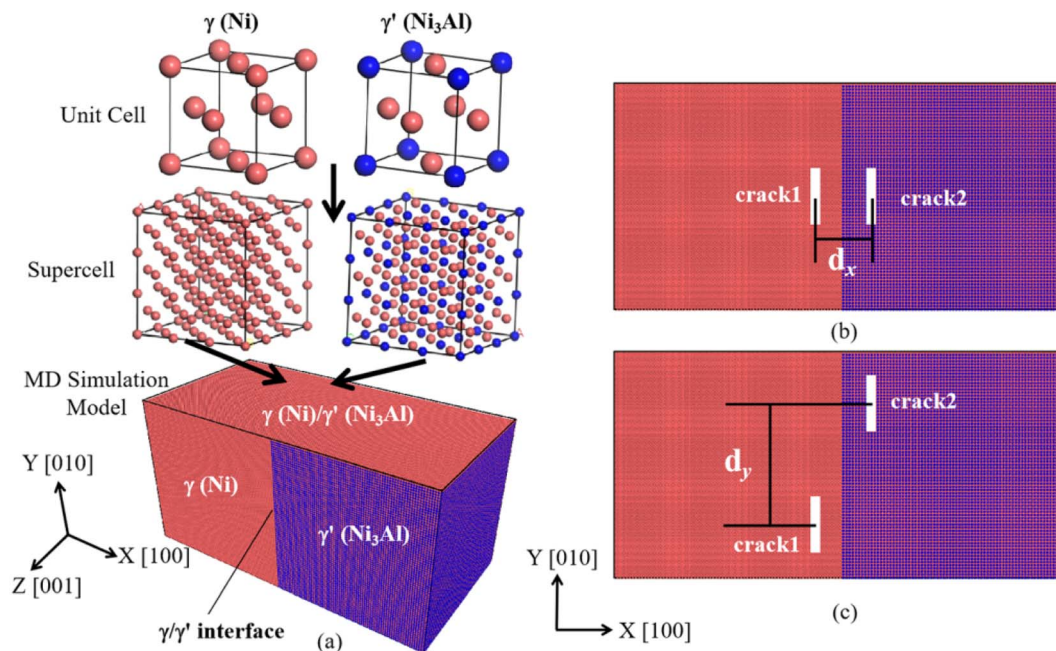 γ (Ni)
γ' (Ni₃Al)
Unit Cell
Supercell
MD Simulation
Model
γ (Ni)/γ' (Ni₃Al)
γ (Ni)
γ' (Ni₃Al)
Y [010]
X [100]
Z [001]
γ/γ' interface
(a)
crack1
crack2
dₓ
(b)
crack2
d_y
crack1
Y [010]
X [100]
(c)